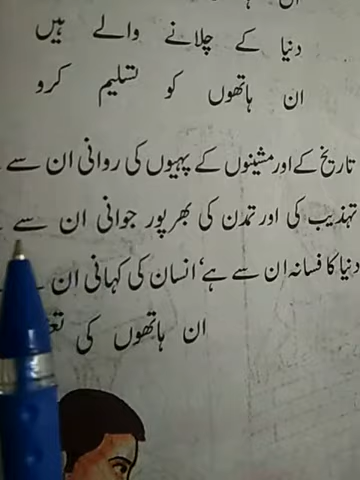 دنیا کے چلانے والے ہیں
ان ہاتھوں کو تسلیم کرو
تاریخ کے اور مشینوں کے پہیوں کی روانی ان سے
تہذیب کی اور تمدن کی بھرپور جوانی ان سے
دنیا کا فسانہ ان سے ہے، انسان کی کہانی ان
ان ہاتھوں کی